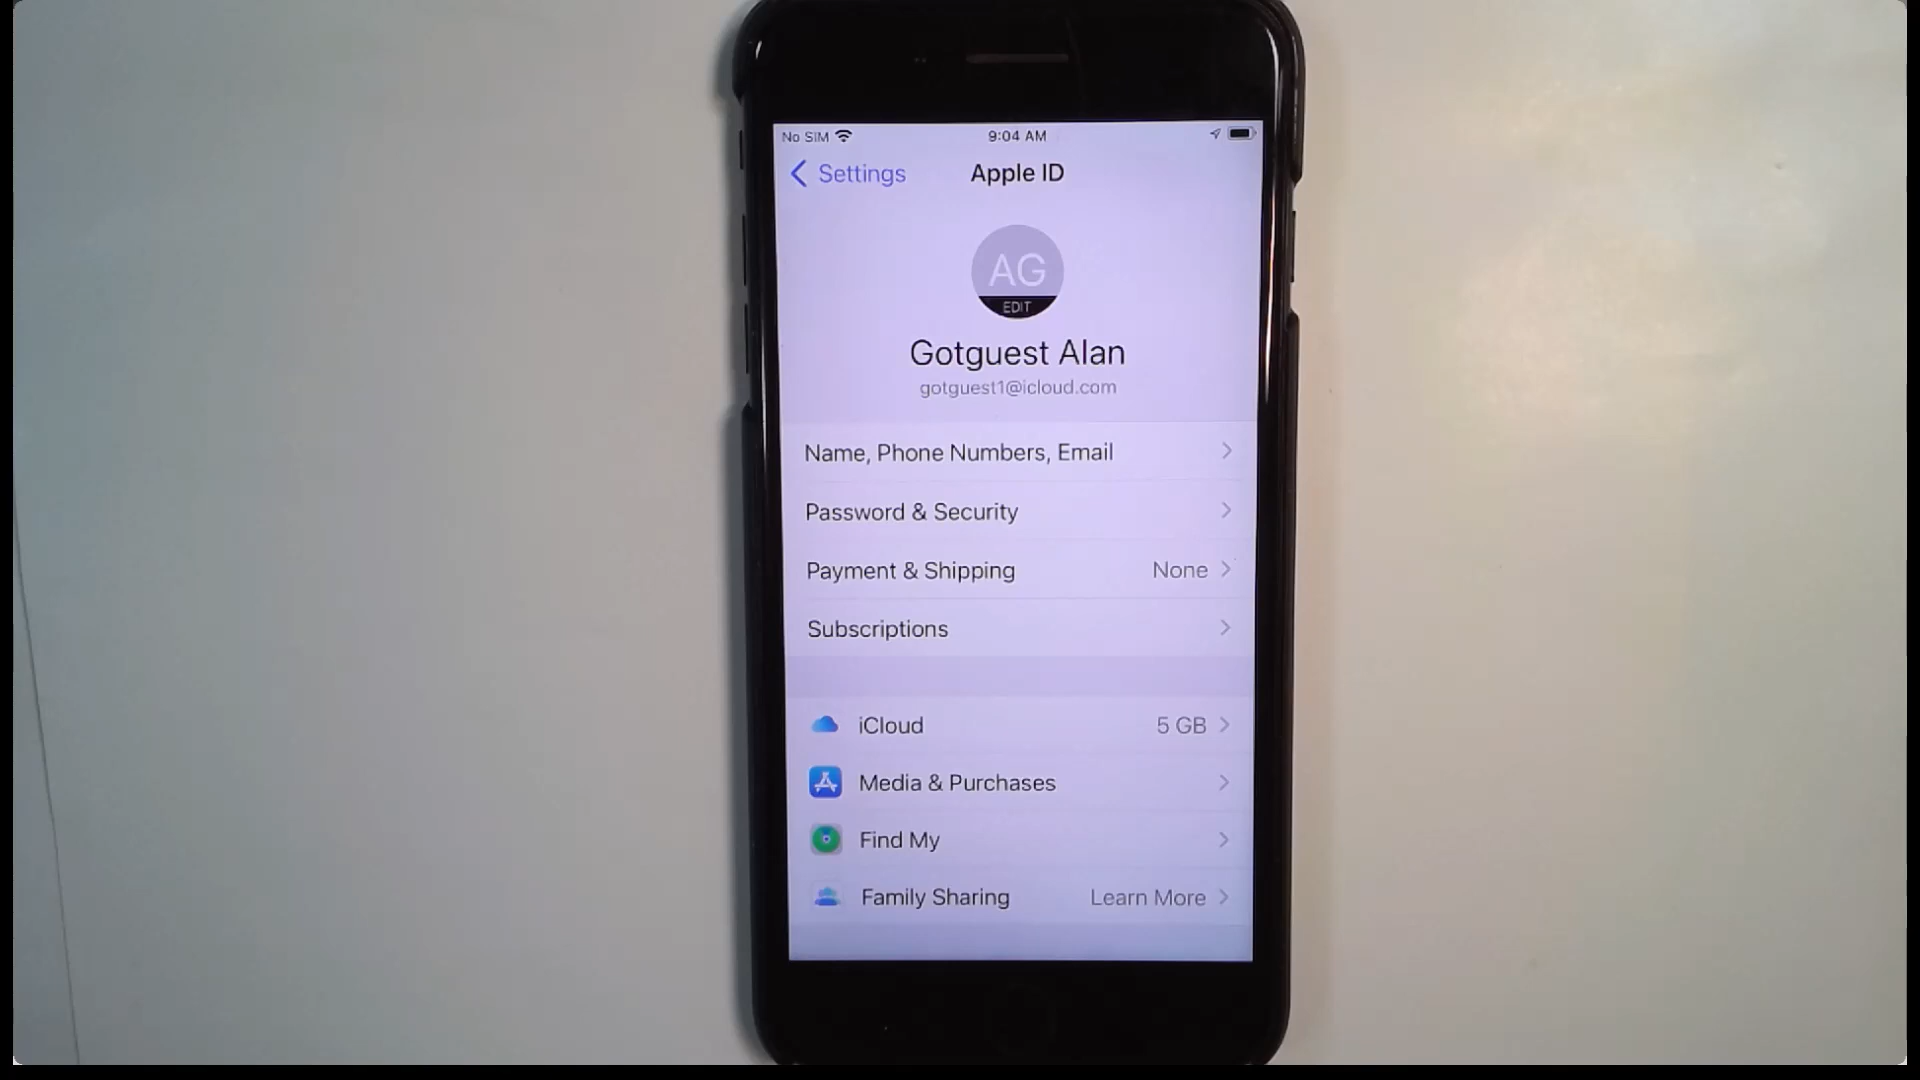 No SIM 9:04 AM
Settings Apple ID
AG
EDIT
Gotguest Alan
gotguest1@icloud.com
Name, Phone Numbers, Email
Password & Security
Payment & Shipping None
Subscriptions
iCloud 5 GB
Media & Purchases
Find My
Family Sharing Learn More